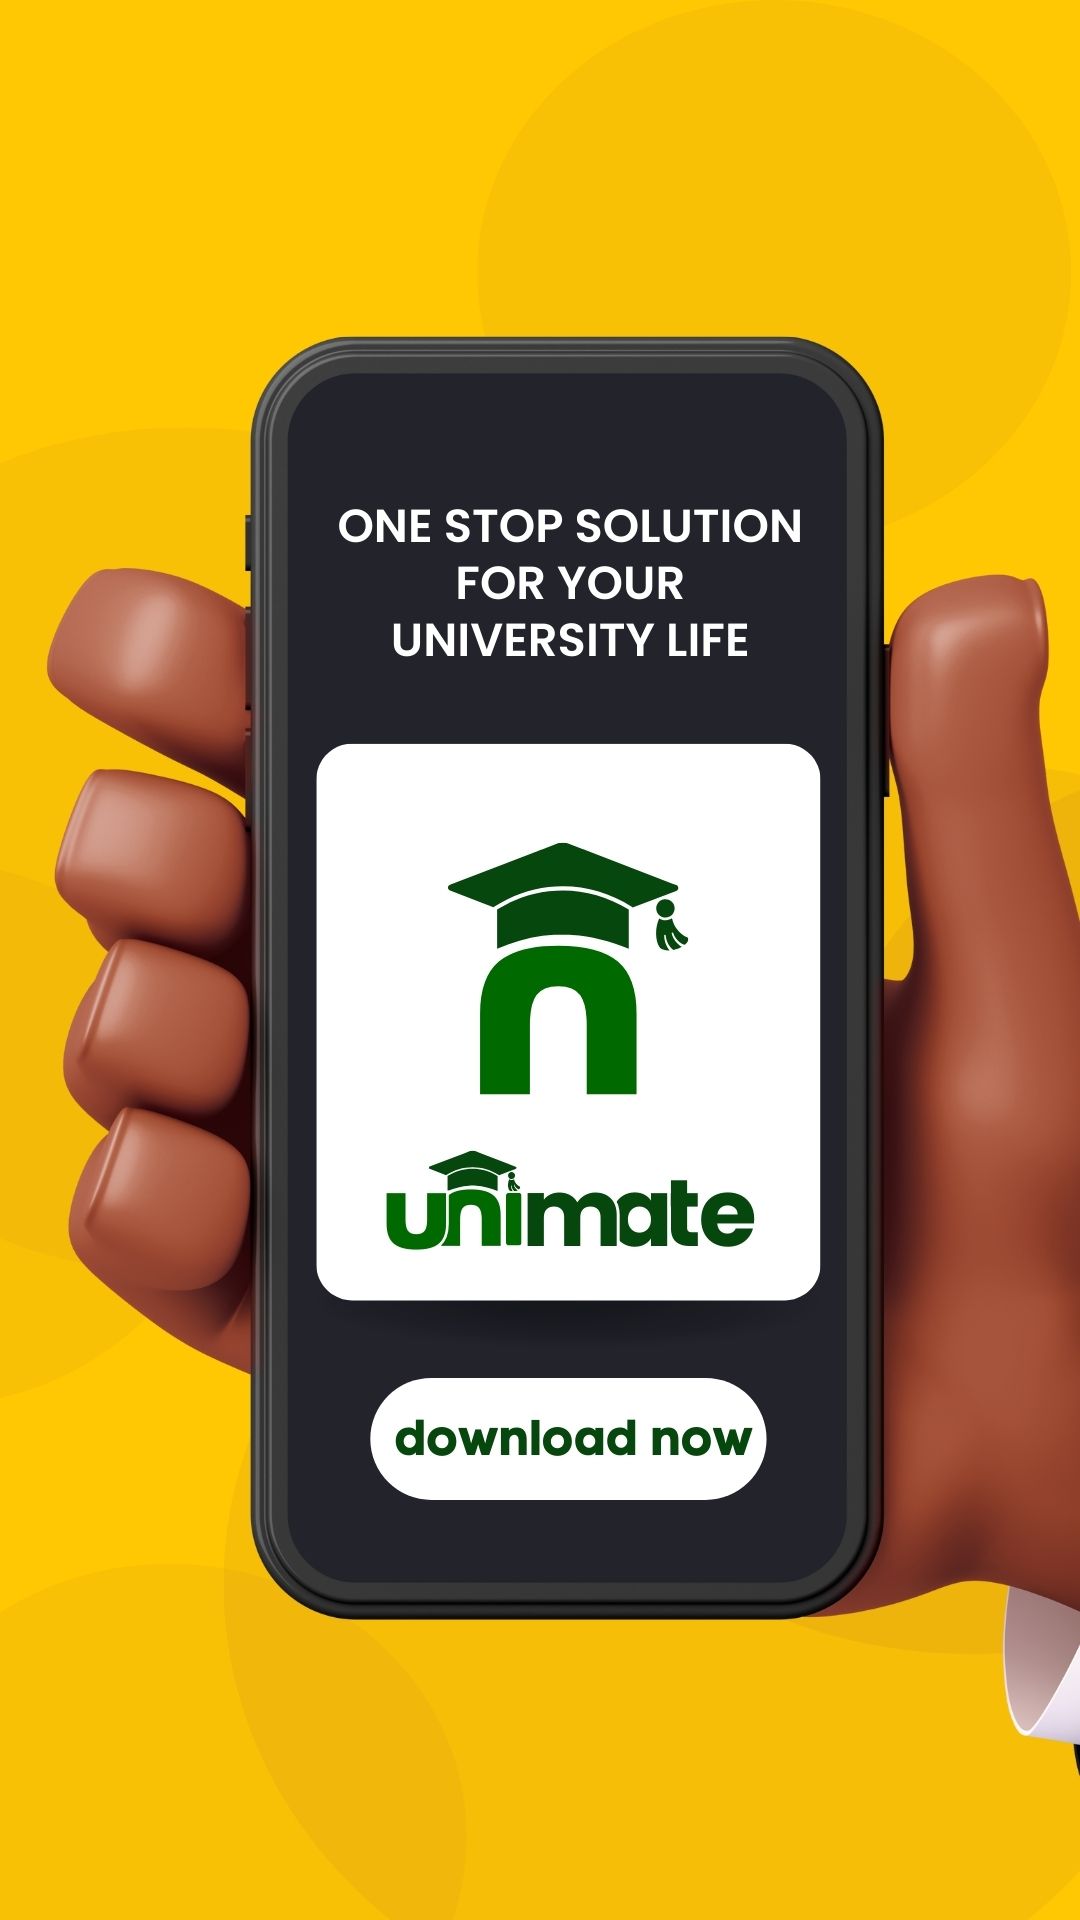 ONE STOP SOLUTION
FOR YOUR
UNIVERSITY LIFE
n
unimate
download now